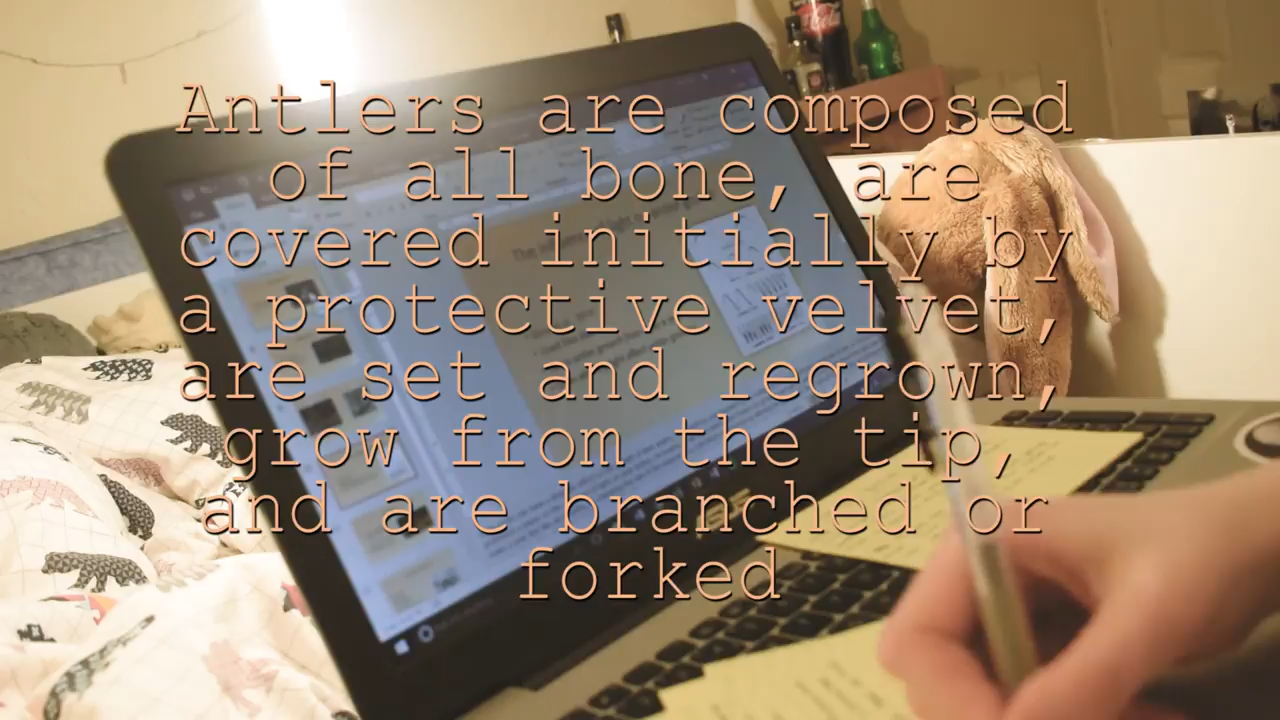 Antlers are composed
of all bone, are
covered initially by
a protective velvet,
are set and regrown,
grow from the tip,
and are branched or
forked